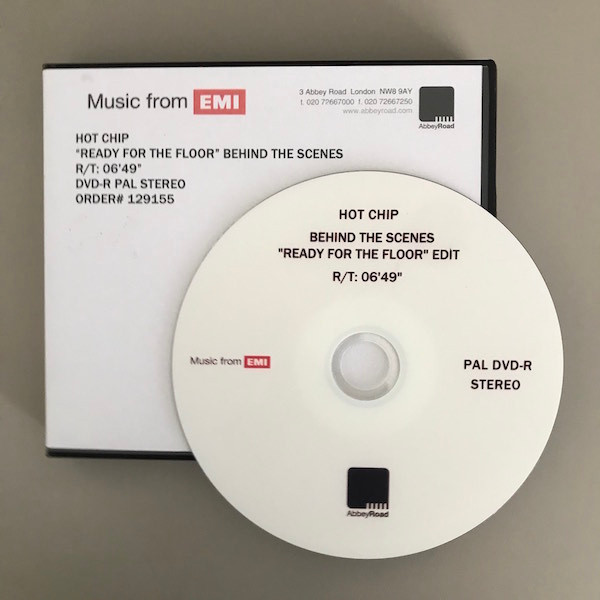 Music from EMI
3 Abbey Road London NW8 9AY
t. 020 72667000 f. 020 72667250
www.abbeyroad.com
AbbeyRoad
HOT CHIP
"READY FOR THE FLOOR" BEHIND THE SCENES
R/T: 06'49"
DVD-R PAL STEREO
ORDER# 129155
HOT CHIP
BEHIND THE SCENES
"READY FOR THE FLOOR" EDİT
R/T: 06'49"
Music from EMI
PAL DVD-R
STEREO
AbbeyRoad